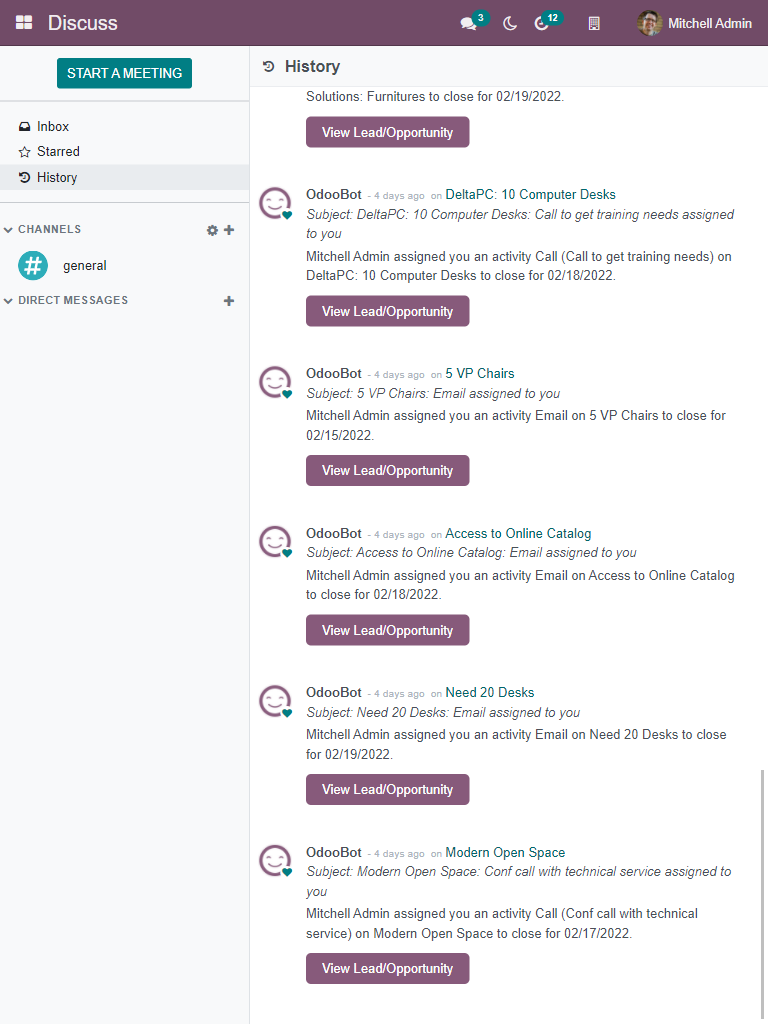 Discuss
3
12
Mitchell Admin
START A MEETING
Inbox
Starred
History
CHANNELS
general
DIRECT MESSAGES
History
Solutions: Furnitures to close for 02/19/2022.
View Lead/Opportunity
OdooBot - 4 days ago on DeltaPC: 10 Computer Desks
Subject: DeltaPC: 10 Computer Desks: Call to get training needs assigned
to you
Mitchell Admin assigned you an activity Call (Call to get training needs) on
DeltaPC: 10 Computer Desks to close for 02/18/2022.
View Lead/Opportunity
OdooBot - 4 days ago on 5 VP Chairs
Subject: 5 VP Chairs: Email assigned to you
Mitchell Admin assigned you an activity Email on 5 VP Chairs to close for
02/15/2022.
View Lead/Opportunity
OdooBot - 4 days ago on Access to Online Catalog
Subject: Access to Online Catalog: Email assigned to you
Mitchell Admin assigned you an activity Email on Access to Online Catalog
to close for 02/18/2022.
View Lead/Opportunity
OdooBot - 4 days ago on Need 20 Desks
Subject: Need 20 Desks: Email assigned to you
Mitchell Admin assigned you an activity Email on Need 20 Desks to close
for 02/19/2022.
View Lead/Opportunity
OdooBot - 4 days ago on Modern Open Space
Subject: Modern Open Space: Conf call with technical service assigned to
you
Mitchell Admin assigned you an activity Call (Conf call with technical
service) on Modern Open Space to close for 02/17/2022.
View Lead/Opportunity